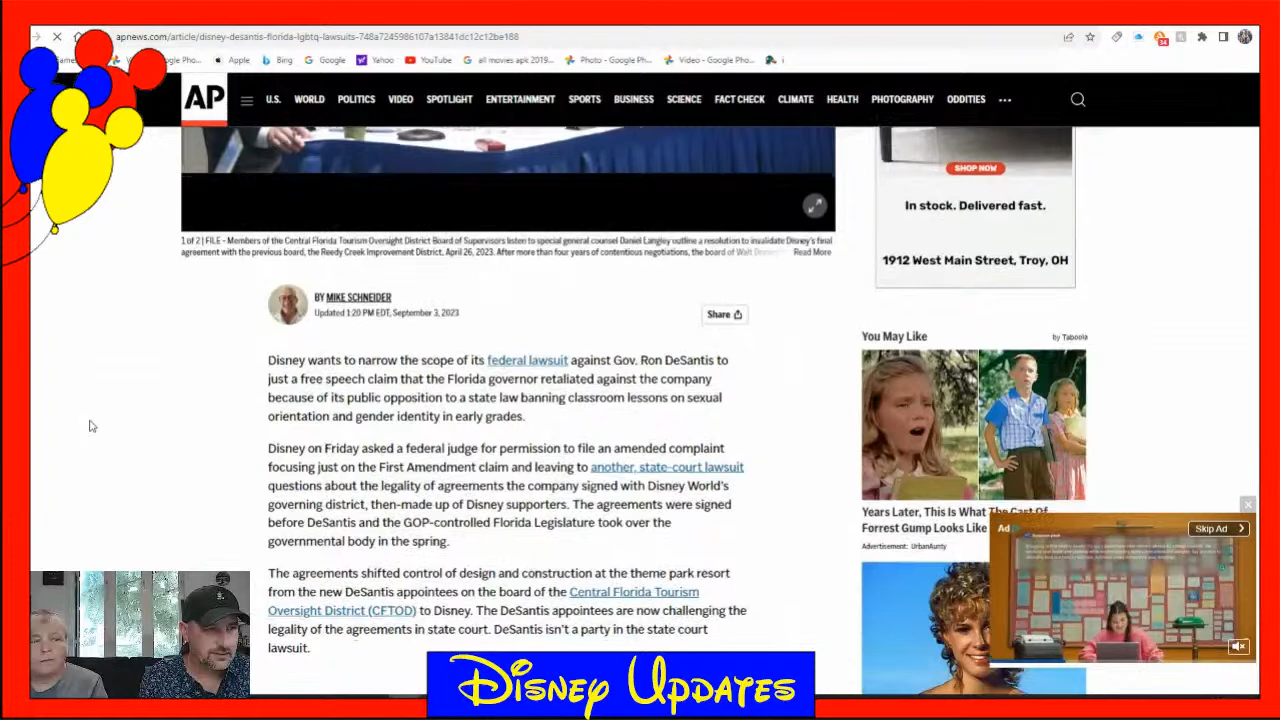 apnews.com/article/disney-desantis-florida-lgbtq-lawsuits-748a7245986107a13841dc12c12be188
Apple Bing Google Yahoo YouTube all movies apk 2019... Photo - Google Ph... Video - Google Pho...
AP U.S. WORLD POLITICS VIDEO SPOTLIGHT ENTERTAINMENT SPORTS BUSINESS SCIENCE FACT CHECK CLIMATE HEALTH PHOTOGRAPHY ODDITIES
SHOP NOW
In stock. Delivered fast.
1912 West Main Street, Troy, OH
1 of 2 | FILE - Members of the Central Florida Tourism Oversight District Board of Supervisors listen to special general counsel Daniel Langley outline a resolution to invalidate Disney's final
agreement with the previous board, the Reedy Creek Improvement District, April 26, 2023. After more than four years of contentious negotiations, the board of Walt Read More
BY MIKE SCHNEIDER
Updated 1:20 PM EDT, September 3, 2023
Share
Disney wants to narrow the scope of its federal lawsuit against Gov. Ron DeSantis to
just a free speech claim that the Florida governor retaliated against the company
because of its public opposition to a state law banning classroom lessons on sexual
orientation and gender identity in early grades.
Disney on Friday asked a federal judge for permission to file an amended complaint
focusing just on the First Amendment claim and leaving to another, state-court lawsuit
questions about the legality of agreements the company signed with Disney World's
governing district, then-made up of Disney supporters. The agreements were signed
before DeSantis and the GOP-controlled Florida Legislature took over the
governmental body in the spring.
The agreements shifted control of design and construction at the theme park resort
from the new DeSantis appointees on the board of the Central Florida Tourism
Oversight District (CFTOD) to Disney. The DeSantis appointees are now challenging the
legality of the agreements in state court. DeSantis isn't a party in the state court
lawsuit.
You May Like
by Taboola
Years Later, This Is What The Cast Of
Forrest Gump Looks Like
Advertisement: UrbanAunty
Ad
Skip Ad
Disney Updates